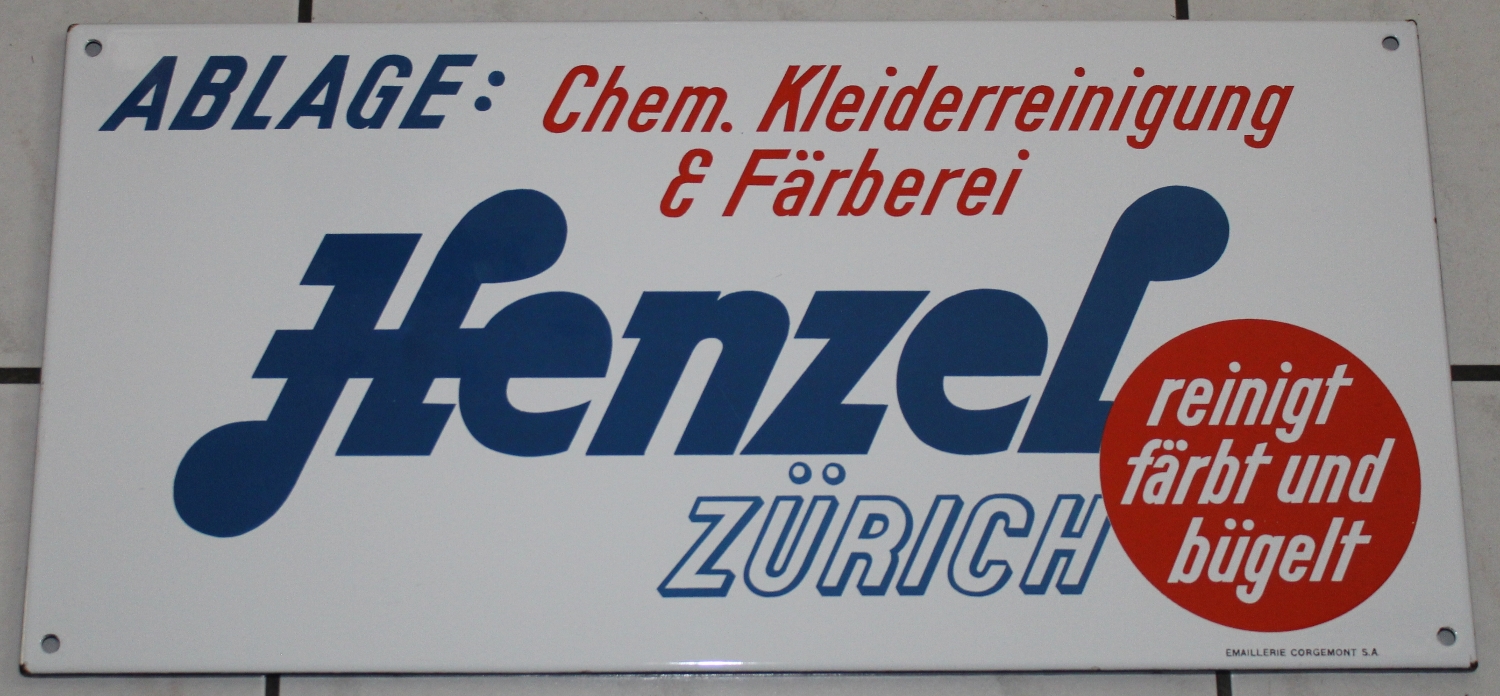 ABLAGE: Chem. Kleiderreinigung
& Färberei
Henzel
ZÜRICH
reinigt
färbt und
bügelt
EMAILLERIE CORGEMONT S.A.